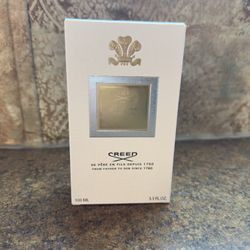 CREED
DE PÈRE EN FILS DEPUIS 1760
FROM FATHER TO SON SINCE 1760
100 ML
3.3 FL.OZ.